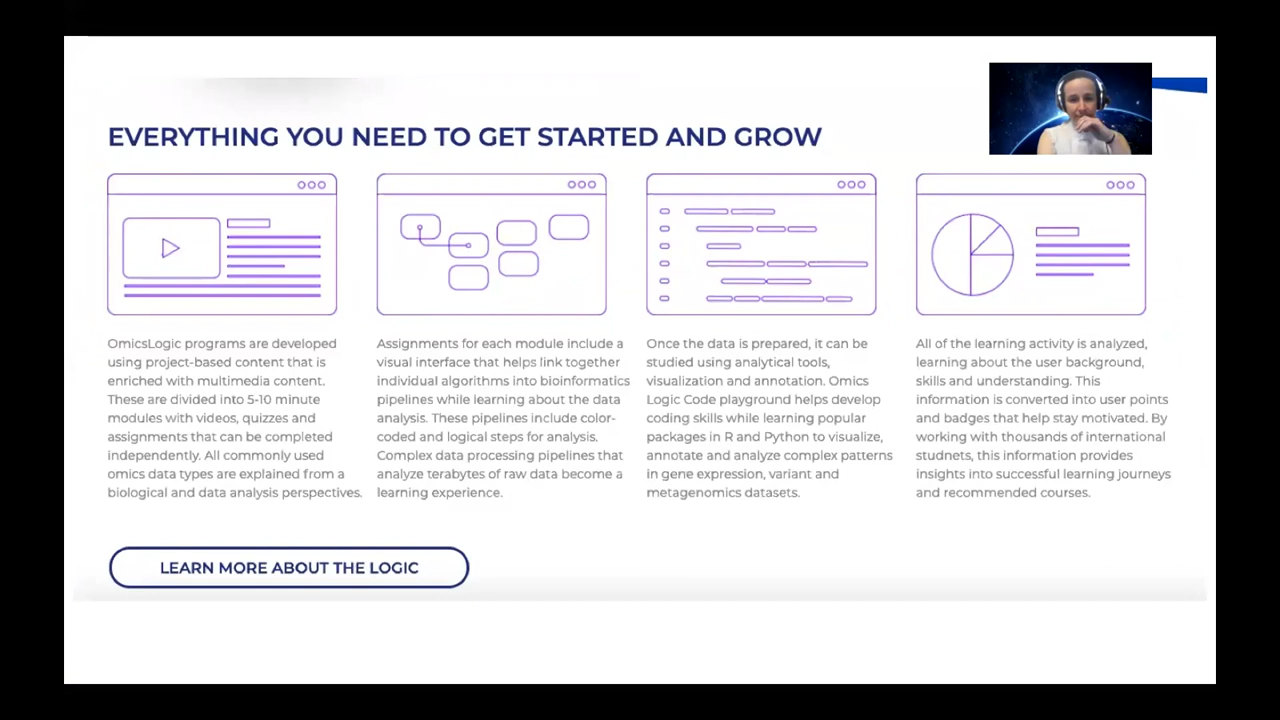 EVERYTHING YOU NEED TO GET STARTED AND GROW
OmicsLogic programs are developed
using project-based content that is
enriched with multimedia content.
These are divided into 5-10 minute
modules with videos, quizzes and
assignments that can be completed
independently. All commonly used
omics data types are explained from a
biological and data analysis perspectives.
Assignments for each module include a
visual interface that helps link together
individual algorithms into bioinformatics
pipelines while learning about the data
analysis. These pipelines include color-
coded and logical steps for analysis.
Complex data processing pipelines that
analyze terabytes of raw data become a
learning experience.
Once the data is prepared, it can be
studied using analytical tools,
visualization and annotation. Omics
Logic Code playground helps develop
coding skills while learning popular
packages in R and Python to visualize,
annotate and analyze complex patterns
in gene expression, variant and
metagenomics datasets.
All of the learning activity is analyzed,
learning about the user background,
skills and understanding. This
information is converted into user points
and badges that help stay motivated. By
working with thousands of international
studnets, this information provides
insights into successful learning journeys
and recommended courses.
LEARN MORE ABOUT THE LOGIC